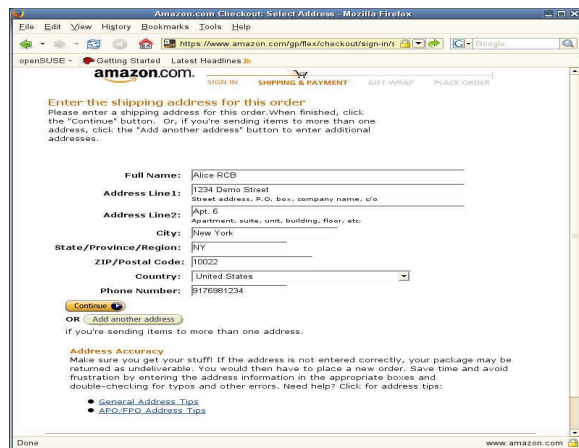 Amazon.com Checkout: Select Address - Mozilla Firefox
File Edit View History Bookmarks Tools Help
https://www.amazon.com/gp/flex/checkout/sign-in/s
Google
openSUSE Getting Started Latest Headlines
amazon.com.
SIGN IN SHIPPING & PAYMENT GIFT-WRAP PLACE ORDER
Enter the shipping address for this order
Please enter a shipping address for this order.When finished, click
the "Continue" button. Or, if you're sending items to more than one
address, click the "Add another address" button to enter additional
addresses.
Full Name: Alice RCB
Address Line1: 1234 Demo Street
Street address, P.O. box, company name, c/o
Address Line2: Apt. 6
Apartment, suite, unit, building, floor, etc.
City: New York
State/Province/Region: NY
ZIP/Postal Code: 10022
Country: United States
Phone Number: 9176981234
Continue
OR Add another address
if you're sending items to more than one address.
Address Accuracy
Make sure you get your stuff! If the address is not entered correctly, your package may be
returned as undeliverable. You would then have to place a new order. Save time and avoid
frustration by entering the address information in the appropriate boxes and
double-checking for typos and other errors. Need help? Click for address tips:
General Address Tips
APO/FPO Address Tips
Done www.amazon.com